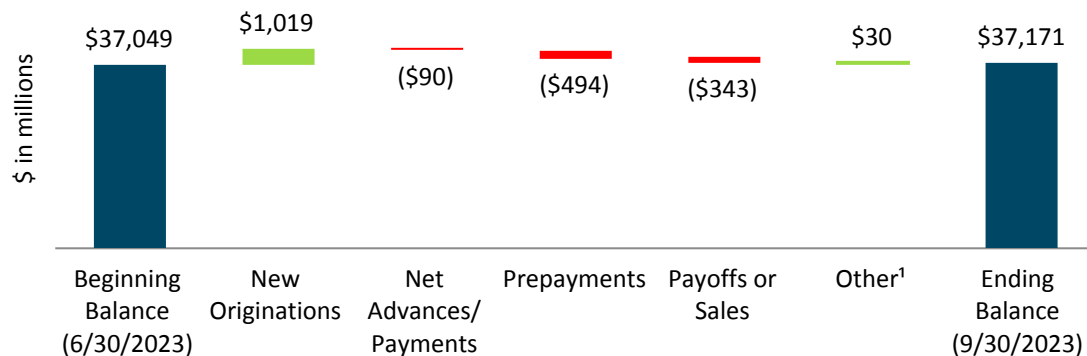 $37,049
$1,019
($90)
($494)
($343)
$30
$37,171
$ in millions
Beginning
Balance
(6/30/2023)
New
Originations
Net
Advances/
Payments
Prepayments
Payoffs or
Sales
Other¹
Ending
Balance
(9/30/2023)